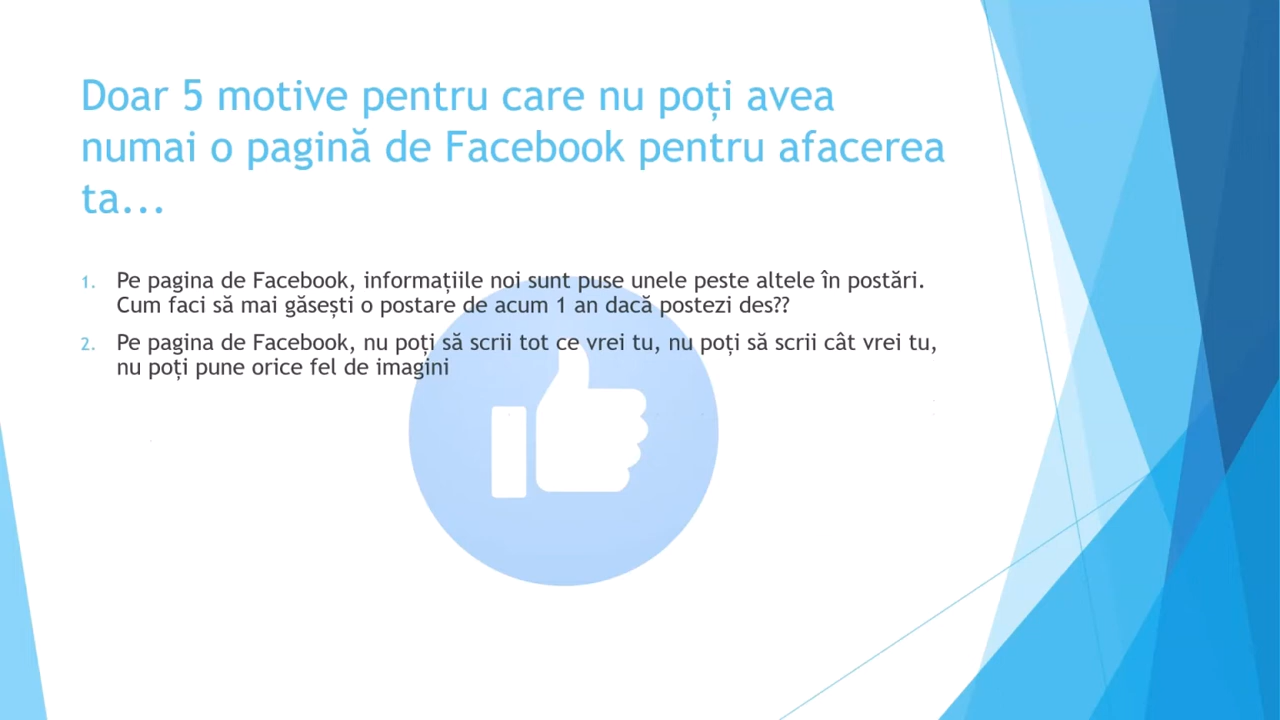 Doar 5 motive pentru care nu poți avea
numai o pagină de Facebook pentru afacerea
ta...
1. Pe pagina de Facebook, informațiile noi sunt puse unele peste altele în postări.
Cum faci să mai găsești o postare de acum 1 an dacă postezi des??
2. Pe pagina de Facebook, nu poți să scrii tot ce vrei tu, nu poți să scrii cât vrei tu,
nu poți pune orice fel de imagini